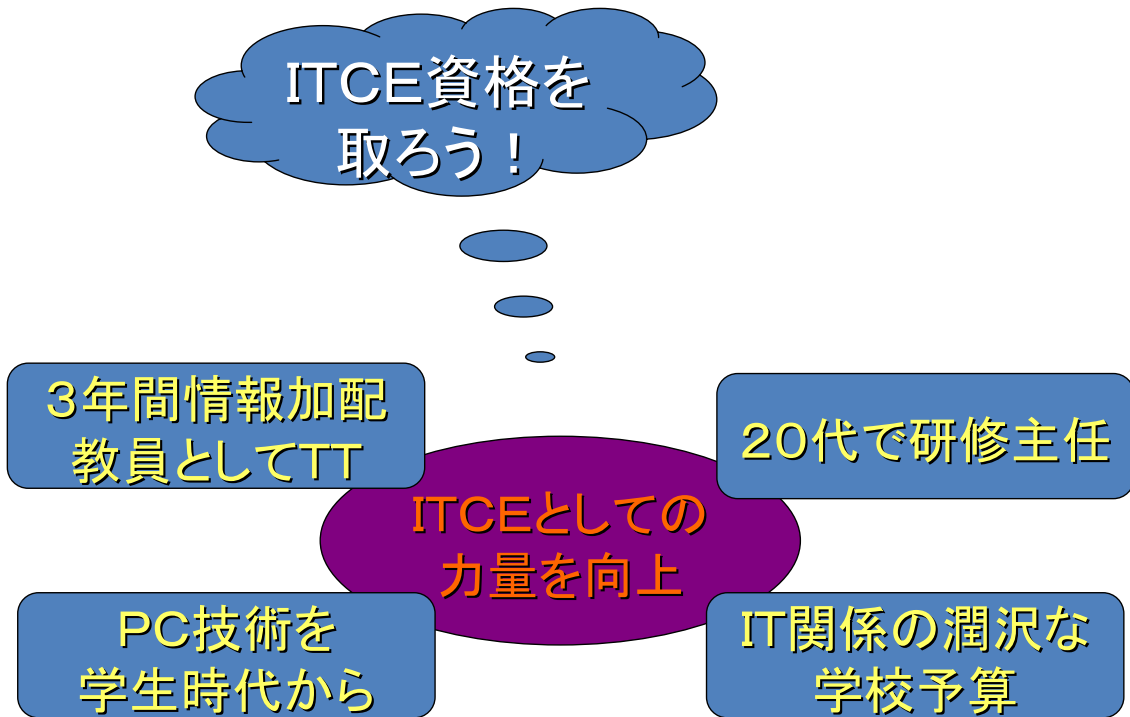 ITCE資格を
取ろう！
３年間情報加配
教員としてTT
２０代で研修主任
ITCEとしての
力量を向上
PC技術を
学生時代から
IT関係の潤沢な
学校予算